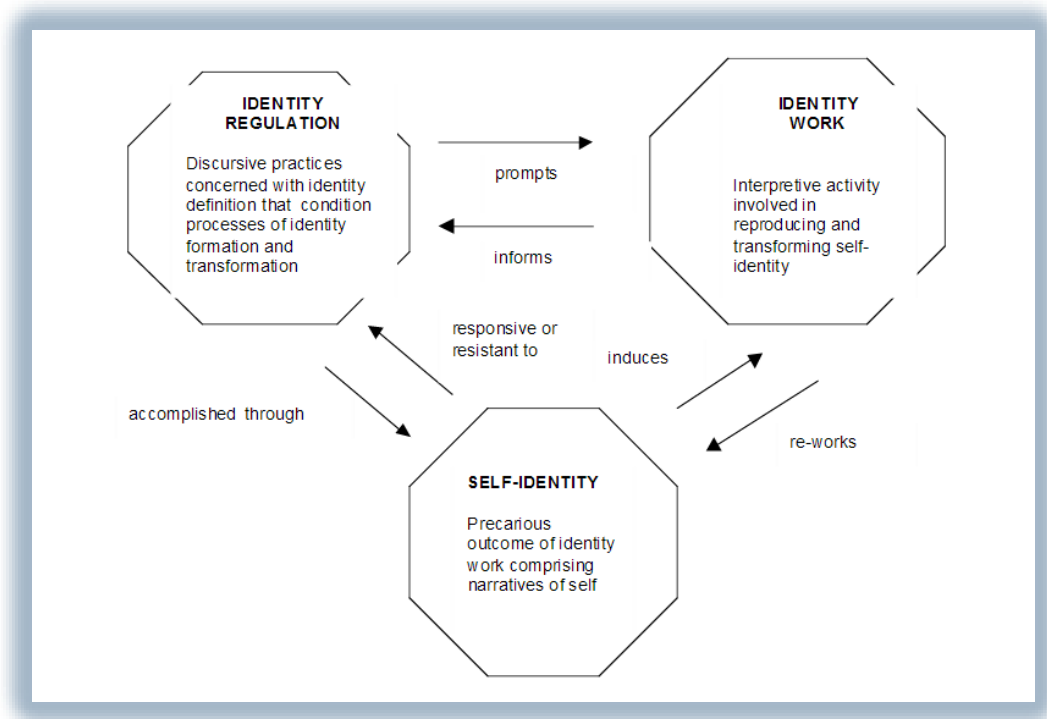 IDENTITY
REGULATION
Discursive practices
concerned with identity
definition that condition
processes of identity
formation and
transformation
prompts
informs
IDENTITY
WORK
Interpretive activity
involved in
reproducing and
transforming self-
identity
responsive or
resistant to
induces
accomplished through
re-works
SELF-IDENTITY
Precarious
outcome of identity
work comprising
narratives of self